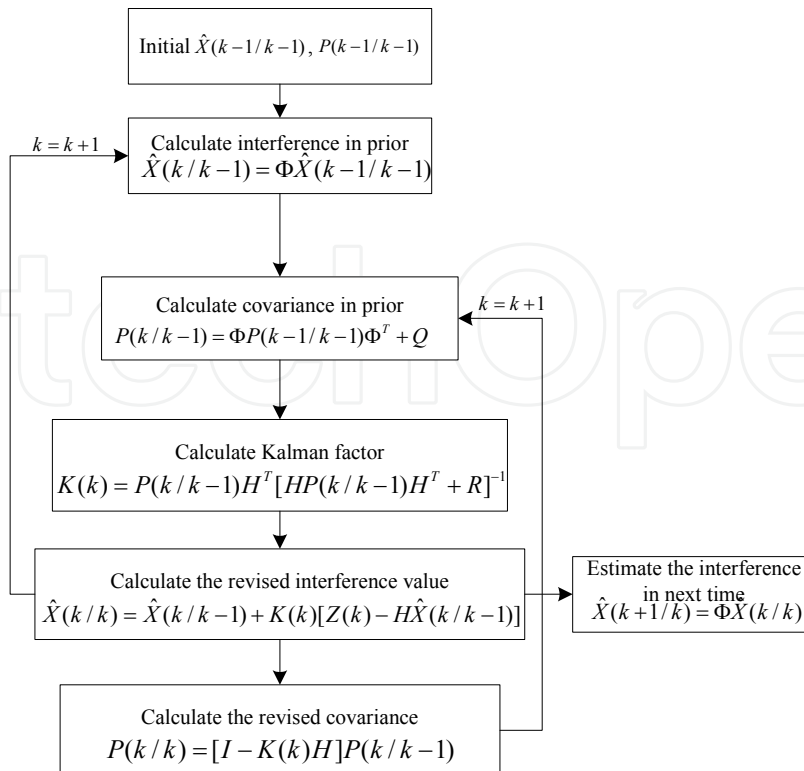 Initial X̂(k−1/k−1), P(k−1/k−1)
k = k+1
Calculate interference in prior
X̂(k/k−1) = ΦX̂(k−1/k−1)
Calculate covariance in prior
P(k/k−1) = ΦP(k−1/k−1)Φ^T + Q
k = k+1
Calculate Kalman factor
K(k) = P(k/k−1)H^T[HP(k/k−1)H^T + R]^−1
Calculate the revised interference value
X̂(k/k) = X̂(k/k−1) + K(k)[Z(k) − HX̂(k/k−1)]
Estimate the interference
in next time
X̂(k+1/k) = ΦX̂(k/k)
Calculate the revised covariance
P(k/k) = [I − K(k)H]P(k/k−1)
techOpe